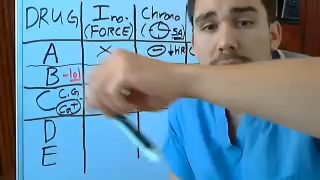 DRUG Ino. Chrono
(FORCE) ( SA
A × − ↓HR
B -lol
C C.G
Ca+
D
E